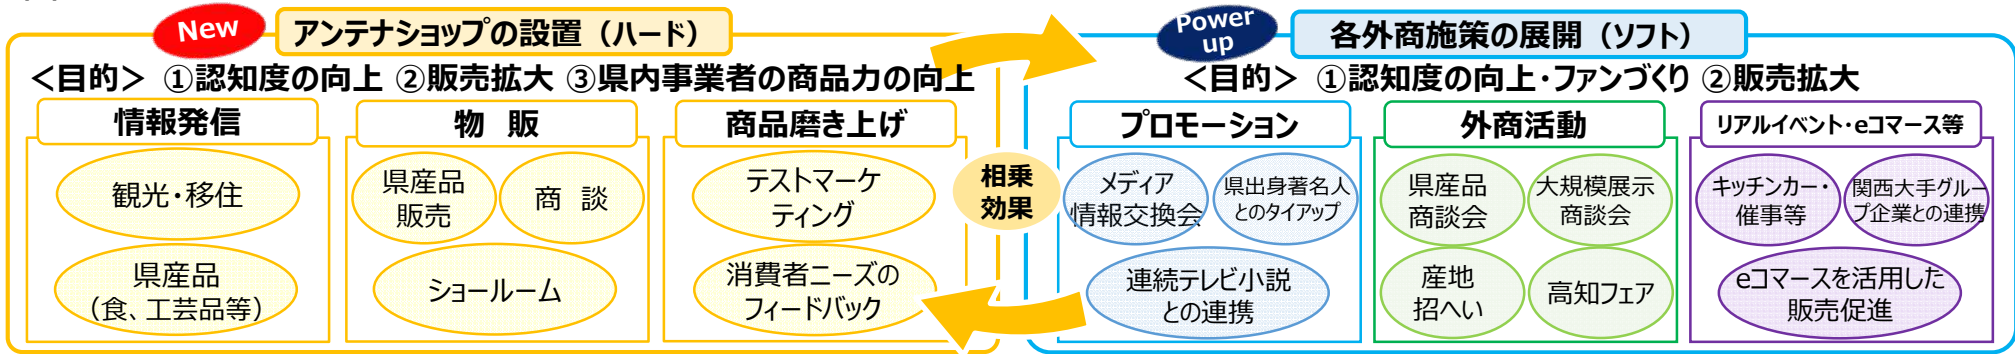 New
アンテナショップの設置（ハード）
＜目的＞ ①認知度の向上 ②販売拡大 ③県内事業者の商品力の向上
情報発信
観光・移住
県産品
（食、工芸品等）
物　販
県産品
販売
商　談
ショールーム
商品磨き上げ
テストマーケ
ティング
消費者ニーズの
フィードバック
相乗
効果
Power
up
各外商施策の展開（ソフト）
＜目的＞ ①認知度の向上・ファンづくり ②販売拡大
プロモーション
メディア
情報交換会
県出身著名人
とのタイアップ
連続テレビ小説
との連携
外商活動
県産品
商談会
大規模展示
商談会
産地
招へい
高知フェア
リアルイベント・eコマース等
キッチンカー・
催事等
関西大手グルー
プ企業との連携
eコマースを活用した
販売促進